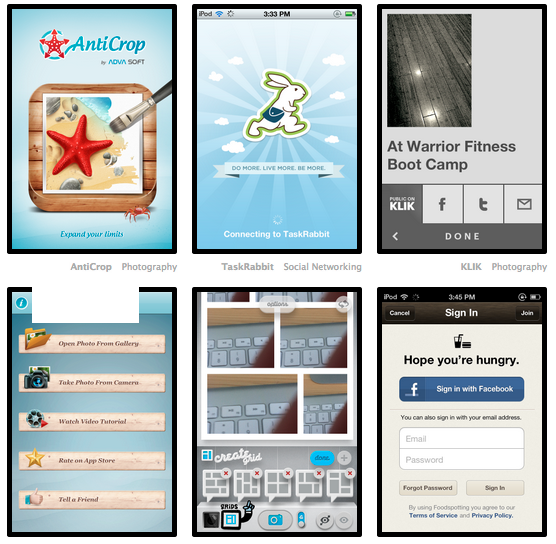 AntiCrop
by ADVA SOFT
Expand your limits
iPod 3:33 PM
DO MORE. LIVE MORE. BE MORE.
Connecting to TaskRabbit
At Warrior Fitness
Boot Camp
PUBLIC ON
KLIK
DONE
AntiCrop Photography
TaskRabbit Social Networking
KLIK Photography
Open Photo From Gallery
Take Photo From Camera
Watch Video Tutorial
Rate on App Store
Tell a Friend
options
create
grid
done
GRIDS
iPod 3:45 PM
Cancel Sign In Join
Hope you're hungry.
Sign in with Facebook
You can also sign in with your email address.
Email
Password
Forgot Password Sign In
By using Foodspotting you agree to our
Terms of Service and Privacy Policy.